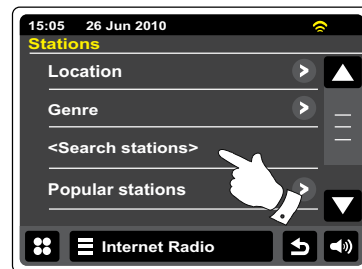 15:05 26 Jun 2010
Stations
Location
Genre
<Search stations>
Popular stations
Internet Radio